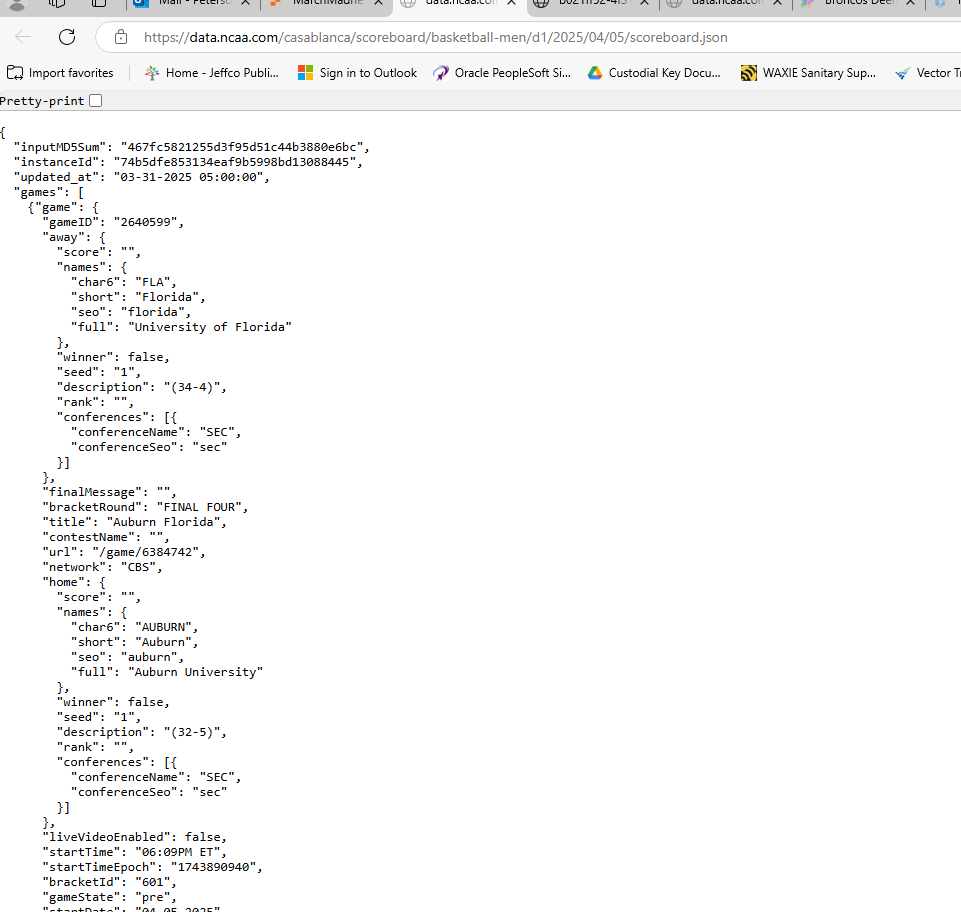 Mail - Peterso
MarchMadne
data.ncaa.com
data.ncaa.com
Broncos Deer
https://data.ncaa.com/casablanca/scoreboard/basketball-men/d1/2025/04/05/scoreboard.json
Import favorites
Home - Jeffco Publi...
Sign in to Outlook
Oracle PeopleSoft Si...
Custodial Key Docu...
WAXIE Sanitary Sup...
Vector Tr
Pretty-print
{
"inputMD5Sum": "467fc5821255d3f95d51c44b3880e6bc",
"instanceId": "74b5dfe853134eaf9b5998bd13088445",
"updated_at": "03-31-2025 05:00:00",
"games": [
{"game": {
"gameID": "2640599",
"away": {
"score": "",
"names": {
"char6": "FLA",
"short": "Florida",
"seo": "florida",
"full": "University of Florida"
},
"winner": false,
"seed": "1",
"description": "(34-4)",
"rank": "",
"conferences": [{
"conferenceName": "SEC",
"conferenceSeo": "sec"
}]
},
"finalMessage": "",
"bracketRound": "FINAL FOUR",
"title": "Auburn Florida",
"contestName": "",
"url": "/game/6384742",
"network": "CBS",
"home": {
"score": "",
"names": {
"char6": "AUBURN",
"short": "Auburn",
"seo": "auburn",
"full": "Auburn University"
},
"winner": false,
"seed": "1",
"description": "(32-5)",
"rank": "",
"conferences": [{
"conferenceName": "SEC",
"conferenceSeo": "sec"
}]
},
"liveVideoEnabled": false,
"startTime": "06:09PM ET",
"startTimeEpoch": "1743890940",
"bracketId": "601",
"gameState": "pre",
"startDate": "04-05-2025",